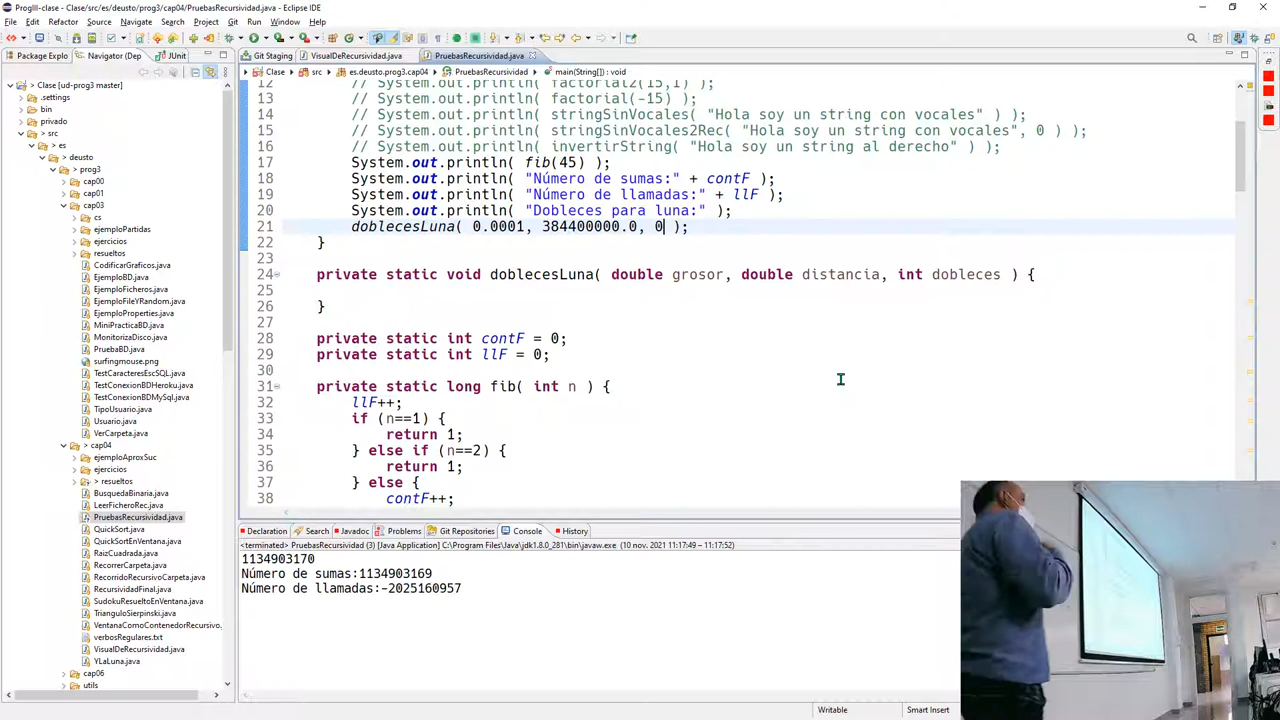 ProgIII-clase - Clase/src/es/deusto/prog3/cap04/PruebasRecursividad.java - Eclipse IDE
File Edit Refactor Source Navigate Search Project Git Run Window Help
Package Explo Navigator (Dep JUnit
Git Staging VisualDeRecursividad.java PruebasRecursividad.java
Clase src es.deusto.prog3.cap04 PruebasRecursividad main(String[]) : void
Clase [ud-prog3 master]
.settings
bin
privado
src
es
deusto
prog3
cap00
cap01
cap03
cs
ejemploPartidas
ejercicios
resueltos
CodificarGraficos.java
EjemploFicheros.java
EjemploFileYRandom.java
EjemploProperties.java
MiniPracticaBD.java
MonitorizaDisco.java
PruebaBD.java
surfingmouse.png
TestCaracteresEscSQL.java
TestConexionBDHeroku.java
TestConexionBDMySql.java
TipoUsuario.java
Usuario.java
VerCarpeta.java
cap04
ejemploAproxSuc
ejercicios
> resueltos
BusquedaBinaria.java
LeerFicheroRec.java
PruebasRecursividad.java
QuickSort.java
QuickSortEnVentana.java
RaizCuadrada.java
RecorrerCarpeta.java
RecorridoRecursivoCarpeta.java
RecursividadFinal.java
SudokuResueltoEnVentana.java
TrianguloSierpinski.java
VentanaComoContenedorRecursivo.
verbosRegulares.txt
VisualDeRecursividad.java
YLaLuna.java
cap06
utils
12 // System.out.println( factorial2(15,1) );
13 // System.out.println( factorial(-15) );
14 // System.out.println( stringSinVocales( "Hola soy un string con vocales" ) );
15 // System.out.println( stringSinVocales2Rec( "Hola soy un string con vocales", 0 ) );
16 // System.out.println( invertirString( "Hola soy un string al derecho" ) );
17 System.out.println( fib(45) );
18 System.out.println( "Número de sumas:" + contF );
19 System.out.println( "Número de llamadas:" + llF );
20 System.out.println( "Dobleces para luna:" );
21 doblecesLuna( 0.0001, 384400000.0, 0 );
22 }
23
24 private static void doblecesLuna( double grosor, double distancia, int dobleces ) {
25
26 }
27
28 private static int contF = 0;
29 private static int llF = 0;
30
31 private static long fib( int n ) {
32 llF++;
33 if (n==1) {
34 return 1;
35 } else if (n==2) {
36 return 1;
37 } else {
38 contF++;
Declaration Search Javadoc Problems Git Repositories Console History
<terminated> PruebasRecursividad (3) [Java Application] C:\Program Files\Java\jdk1.8.0_281\bin\javaw.exe (10 nov. 2021 11:17:49 – 11:17:52)
1134903170
Número de sumas:1134903169
Número de llamadas:-2025160957
Writable Smart Insert